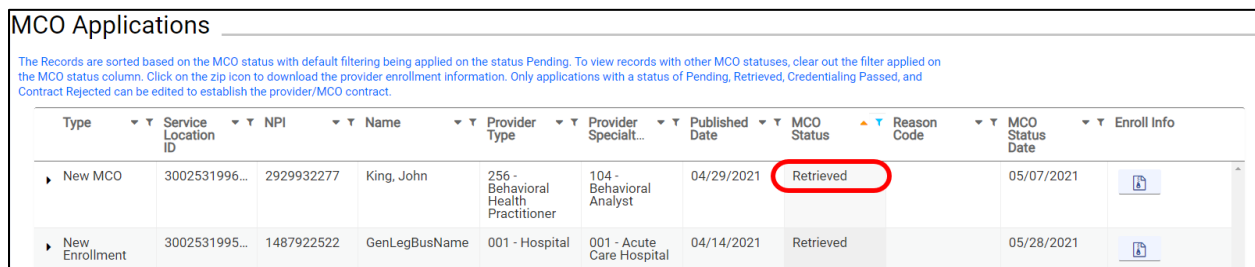 MCO Applications
The Records are sorted based on the MCO status with default filtering being applied on the status Pending. To view records with other MCO statuses, clear out the filter applied on
the MCO status column. Click on the zip icon to download the provider enrollment information. Only applications with a status of Pending, Retrieved, Credentialing Passed, and
Contract Rejected can be edited to establish the provider/MCO contract.
Type Service NPI Name Provider Provider Published MCO Reason MCO Enroll Info
Location Type Specialt... Date Status Code Status
ID Date
New MCO 3002531996... 2929932277 King, John 256 - 104 - 04/29/2021 Retrieved 05/07/2021
Behavioral Behavioral
Health Analyst
Practitioner
New 3002531995... 1487922522 GenLegBusName 001 - Hospital 001 - Acute 04/14/2021 Retrieved 05/28/2021
Enrollment Care Hospital